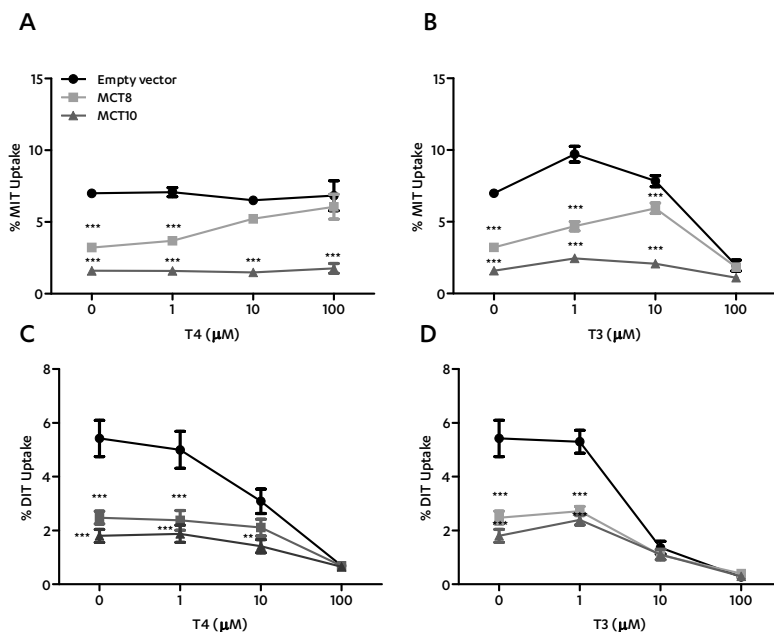 A
B
Empty vector
MCT8
MCT10
15
10
5
0
% MIT Uptake
*** *** *** *** *** ***
0 1 10 100
T4 (µM)
15
10
5
0
% MIT Uptake
*** *** *** *** *** ***
0 1 10 100
T3 (µM)
C
D
8
6
4
2
0
% DIT Uptake
*** *** *** *** **
0 1 10 100
T4 (µM)
8
6
4
2
0
% DIT Uptake
*** *** *** ***
0 1 10 100
T3 (µM)